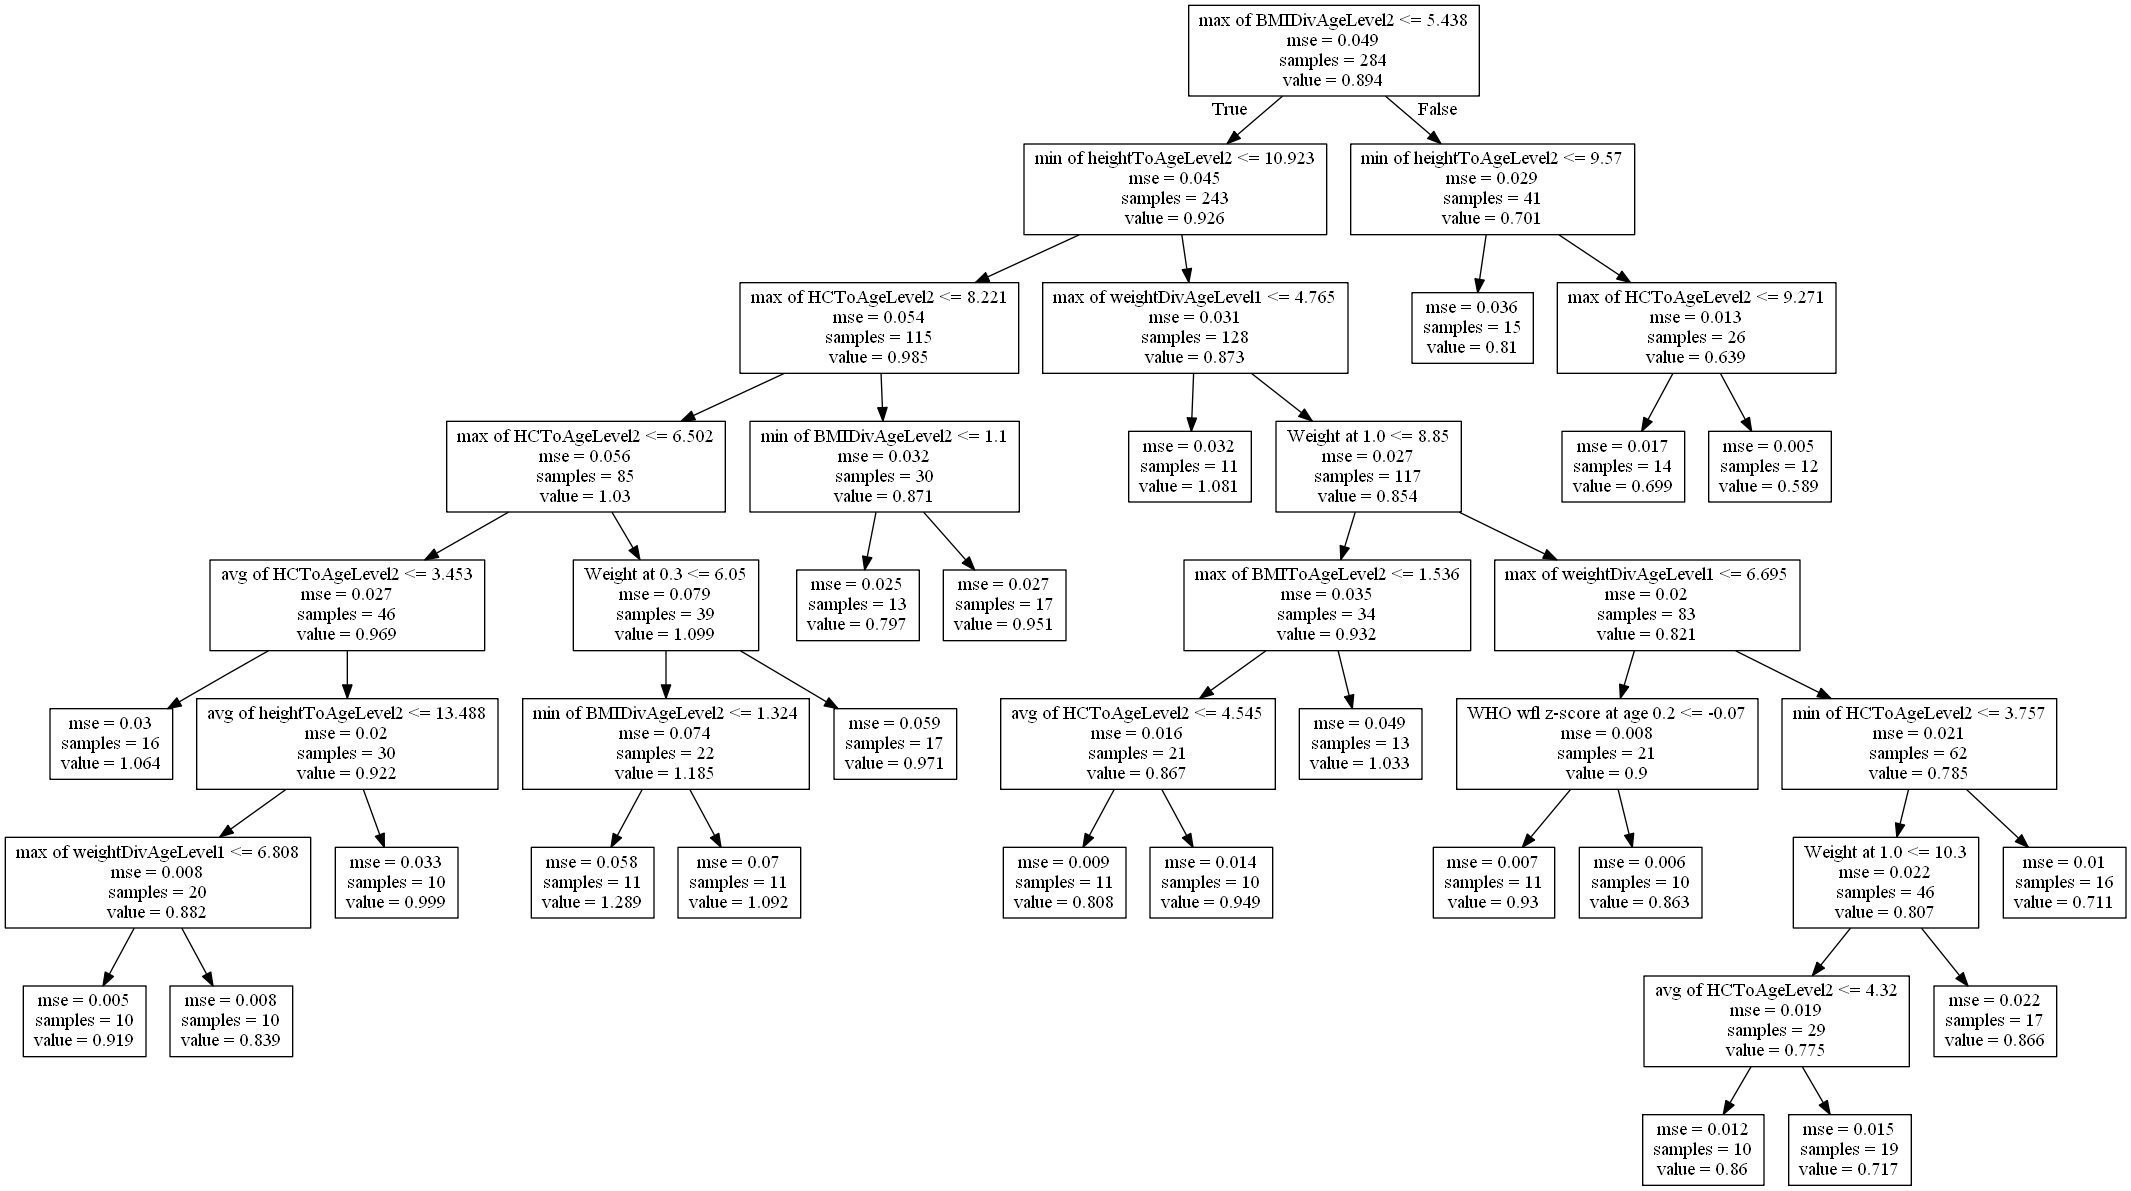 max of BMIDivAgeLevel2 <= 5.438
mse = 0.049
samples = 284
value = 0.894
True
False
min of heightToAgeLevel2 <= 10.923
mse = 0.045
samples = 243
value = 0.926
min of heightToAgeLevel2 <= 9.57
mse = 0.029
samples = 41
value = 0.701
max of HCToAgeLevel2 <= 8.221
mse = 0.054
samples = 115
value = 0.985
max of weightDivAgeLevel1 <= 4.765
mse = 0.031
samples = 128
value = 0.873
mse = 0.036
samples = 15
value = 0.81
max of HCToAgeLevel2 <= 9.271
mse = 0.013
samples = 26
value = 0.639
max of HCToAgeLevel2 <= 6.502
mse = 0.056
samples = 85
value = 1.03
min of BMIDivAgeLevel2 <= 1.1
mse = 0.032
samples = 30
value = 0.871
mse = 0.032
samples = 11
value = 1.081
Weight at 1.0 <= 8.85
mse = 0.027
samples = 117
value = 0.854
mse = 0.017
samples = 14
value = 0.699
mse = 0.005
samples = 12
value = 0.589
avg of HCToAgeLevel2 <= 3.453
mse = 0.027
samples = 46
value = 0.969
Weight at 0.3 <= 6.05
mse = 0.079
samples = 39
value = 1.099
mse = 0.025
samples = 13
value = 0.797
mse = 0.027
samples = 17
value = 0.951
max of BMIToAgeLevel2 <= 1.536
mse = 0.035
samples = 34
value = 0.932
max of weightDivAgeLevel1 <= 6.695
mse = 0.02
samples = 83
value = 0.821
mse = 0.03
samples = 16
value = 1.064
avg of heightToAgeLevel2 <= 13.488
mse = 0.02
samples = 30
value = 0.922
min of BMIDivAgeLevel2 <= 1.324
mse = 0.074
samples = 22
value = 1.185
mse = 0.059
samples = 17
value = 0.971
avg of HCToAgeLevel2 <= 4.545
mse = 0.016
samples = 21
value = 0.867
mse = 0.049
samples = 13
value = 1.033
WHO wfl z-score at age 0.2 <= -0.07
mse = 0.008
samples = 21
value = 0.9
min of HCToAgeLevel2 <= 3.757
mse = 0.021
samples = 62
value = 0.785
max of weightDivAgeLevel1 <= 6.808
mse = 0.008
samples = 20
value = 0.882
mse = 0.033
samples = 10
value = 0.999
mse = 0.058
samples = 11
value = 1.289
mse = 0.07
samples = 11
value = 1.092
mse = 0.009
samples = 11
value = 0.808
mse = 0.014
samples = 10
value = 0.949
mse = 0.007
samples = 11
value = 0.93
mse = 0.006
samples = 10
value = 0.863
Weight at 1.0 <= 10.3
mse = 0.022
samples = 46
value = 0.807
mse = 0.01
samples = 16
value = 0.711
mse = 0.005
samples = 10
value = 0.919
mse = 0.008
samples = 10
value = 0.839
avg of HCToAgeLevel2 <= 4.32
mse = 0.019
samples = 29
value = 0.775
mse = 0.022
samples = 17
value = 0.866
mse = 0.012
samples = 10
value = 0.86
mse = 0.015
samples = 19
value = 0.717